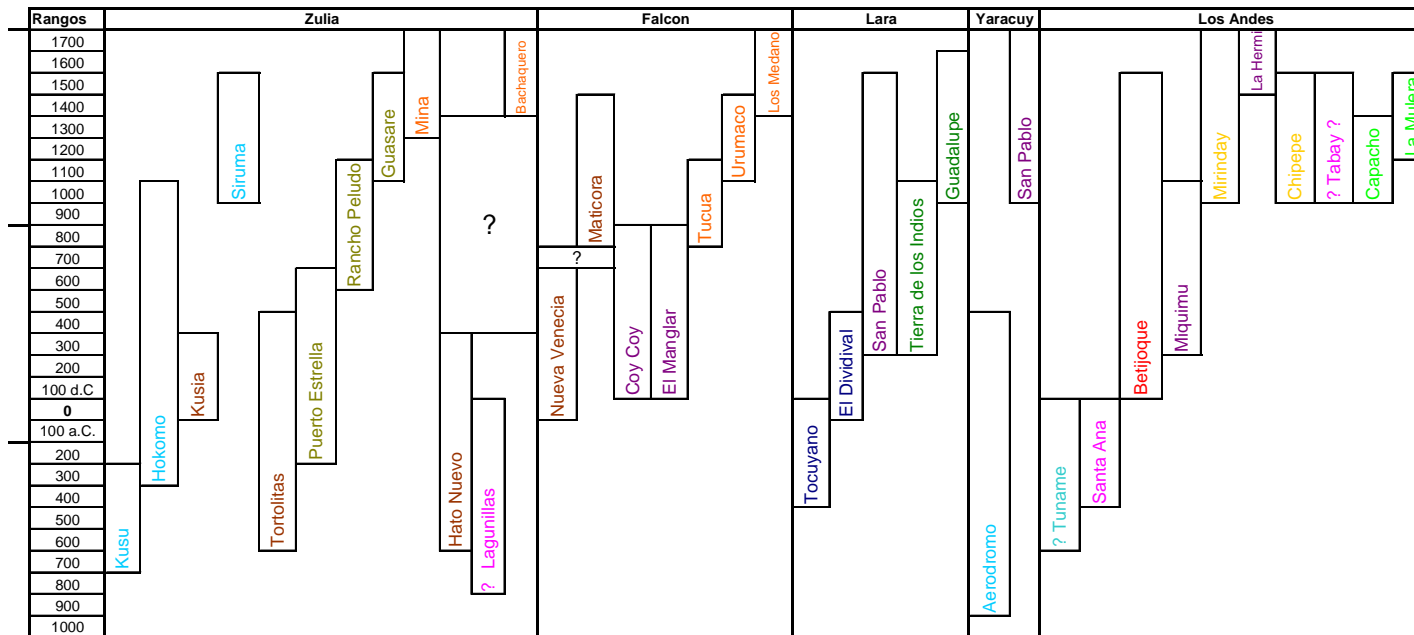 Rangos Zulia Falcon Lara Yaracuy Los Andes
1700
1600
1500
1400
1300
1200
1100
1000
900
800
700
600
500
400
300
200
100 d.C
0
100 a.C.
200
300
400
500
600
700
800
900
1000
Kusu
Hokomo
Kusia
Siruma
Tortolitas
Puerto Estrella
Rancho Peludo
Guasare
Mina
Hato Nuevo
? Lagunillas
?
Bachaquero
Nueva Venecia
?
Maticora
Coy Coy
El Manglar
Tucua
Urumaco
Los Medano
Tocuyano
El Dividival
San Pablo
Tierra de los Indios
Guadalupe
Aerodromo
San Pablo
? Tuname
Santa Ana
Betijoque
Miquimu
Mirinday
La Hermi
Chipepe
? Tabay ?
Capacho
La Mulera